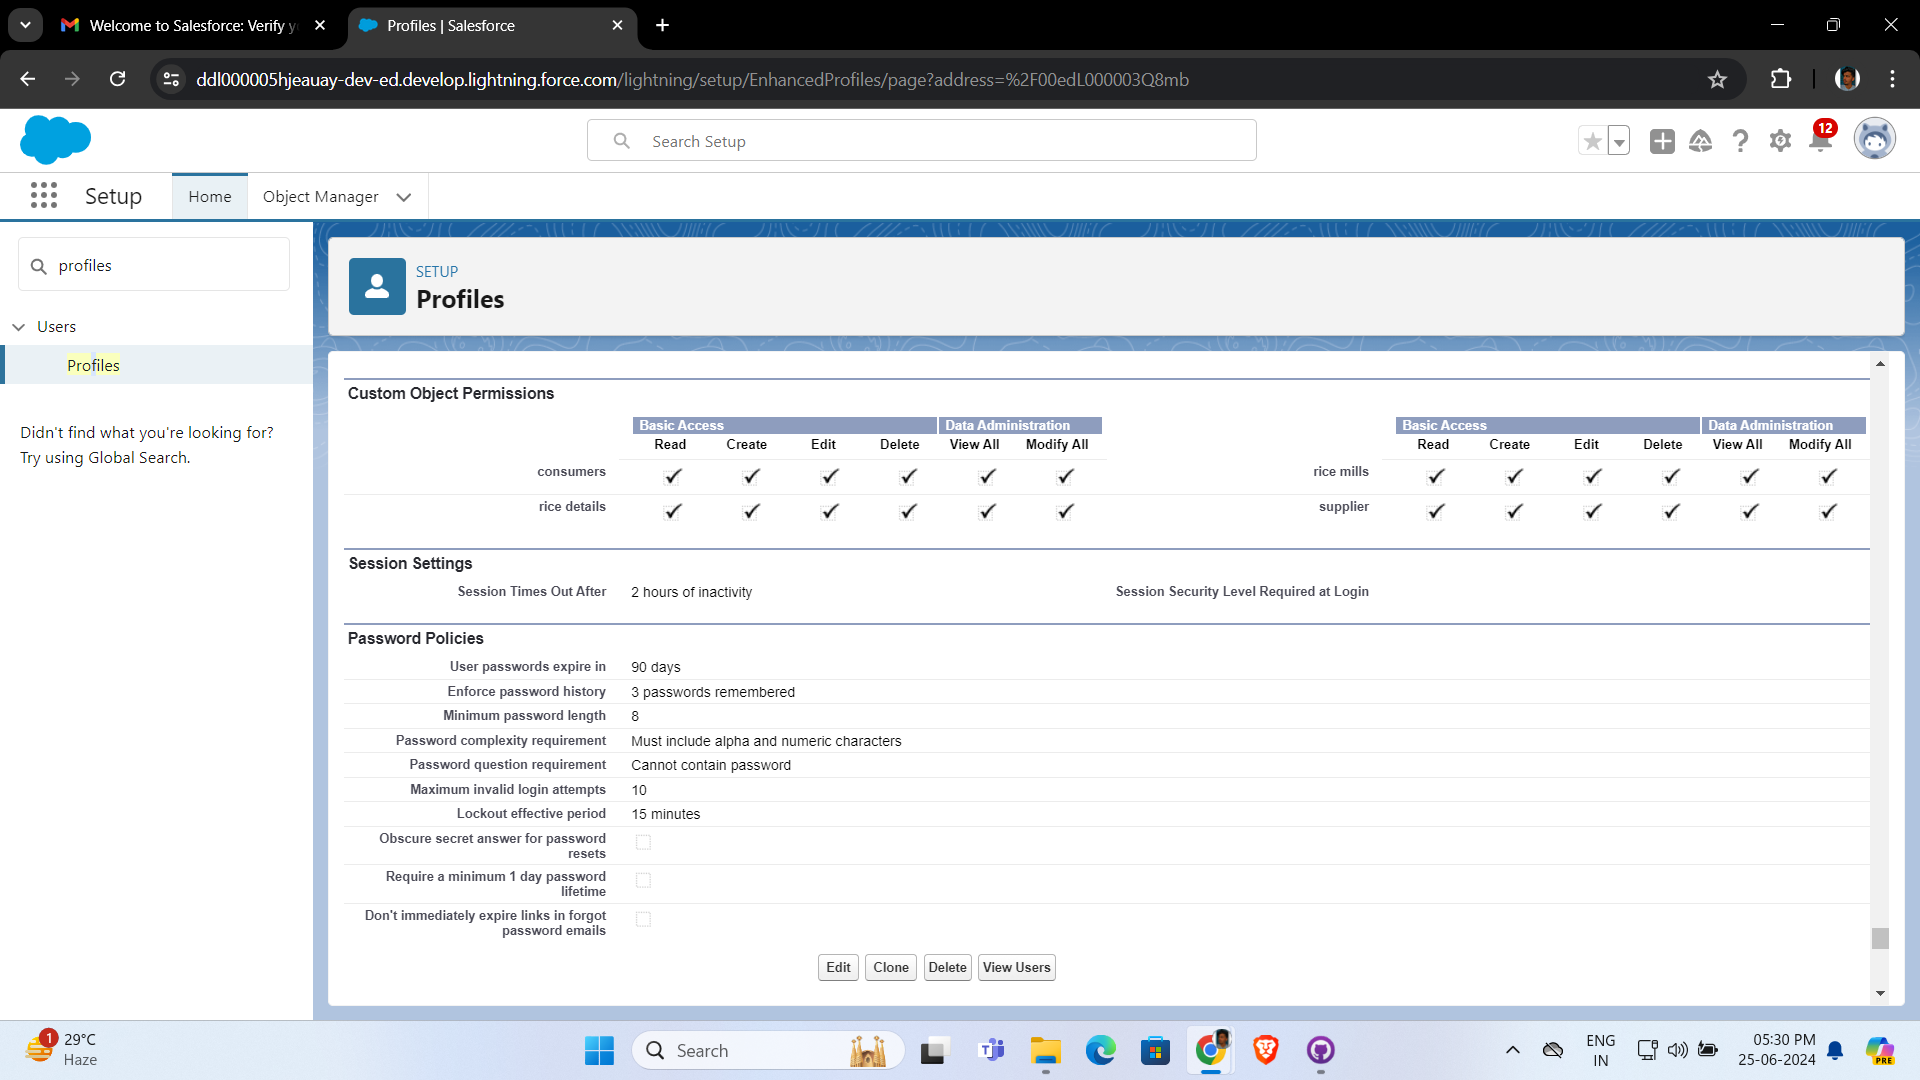 Welcome to Salesforce: Verify y
Profiles | Salesforce
ddl000005hjeauay-dev-ed.develop.lightning.force.com/lightning/setup/EnhancedProfiles/page?address=%2F00edL000003Q8mb
Search Setup
12
Setup
Home
Object Manager
profiles
Users
Profiles
Didn't find what you're looking for?
Try using Global Search.
SETUP
Profiles
Custom Object Permissions
Basic Access Data Administration Basic Access Data Administration
Read Create Edit Delete View All Modify All Read Create Edit Delete View All Modify All
consumers rice mills
rice details supplier
Session Settings
Session Times Out After 2 hours of inactivity Session Security Level Required at Login
Password Policies
User passwords expire in 90 days
Enforce password history 3 passwords remembered
Minimum password length 8
Password complexity requirement Must include alpha and numeric characters
Password question requirement Cannot contain password
Maximum invalid login attempts 10
Lockout effective period 15 minutes
Obscure secret answer for password
resets
Require a minimum 1 day password
lifetime
Don't immediately expire links in forgot
password emails
Edit Clone Delete View Users
1
29°C
Haze
Search
ENG
IN
05:30 PM
25-06-2024
PRE